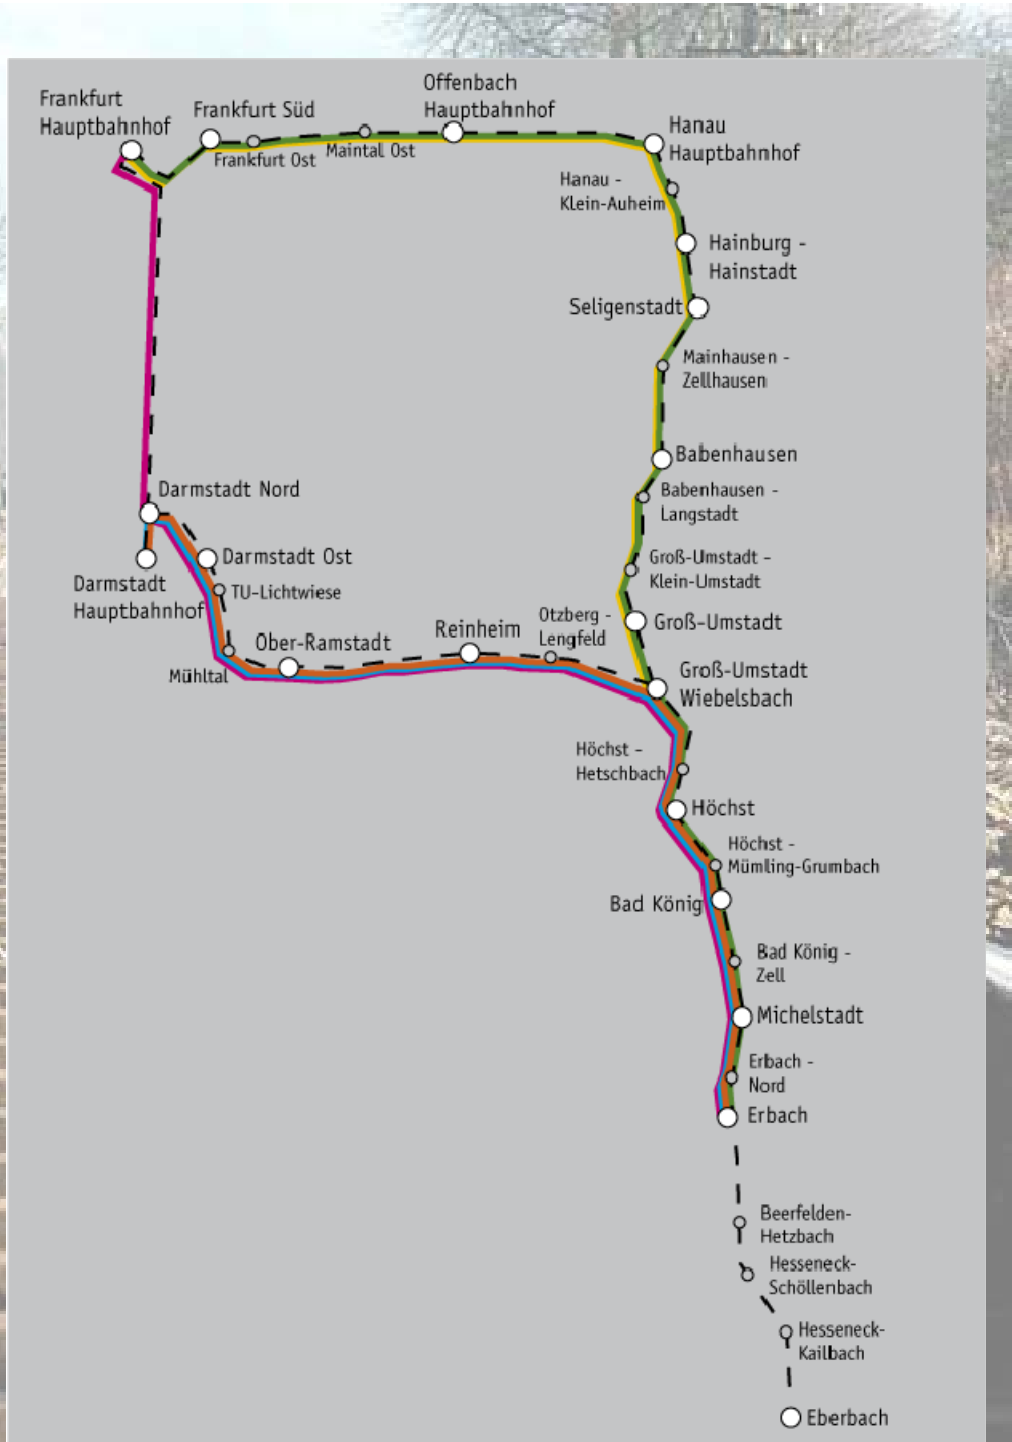 Frankfurt
Hauptbahnhof
Frankfurt Süd
Frankfurt Ost
Maintal Ost
Offenbach
Hauptbahnhof
Hanau
Hauptbahnhof
Hanau -
Klein-Auheim
Hainburg -
Hainstadt
Seligenstadt
Mainhausen -
Zellhausen
Babenhausen
Babenhausen -
Langstadt
Groß-Umstadt -
Klein-Umstadt
Groß-Umstadt
Groß-Umstadt
Wiebelsbach
Darmstadt Nord
Darmstadt
Hauptbahnhof
Darmstadt Ost
TU-Lichtwiese
Mühltal
Ober-Ramstadt
Reinheim
Otzberg -
Lengfeld
Höchst -
Hetschbach
Höchst
Höchst -
Mümling-Grumbach
Bad König
Bad König -
Zell
Michelstadt
Erbach -
Nord
Erbach
Beerfelden-
Hetzbach
Hesseneck-
Schöllenbach
Hesseneck-
Kailbach
Eberbach